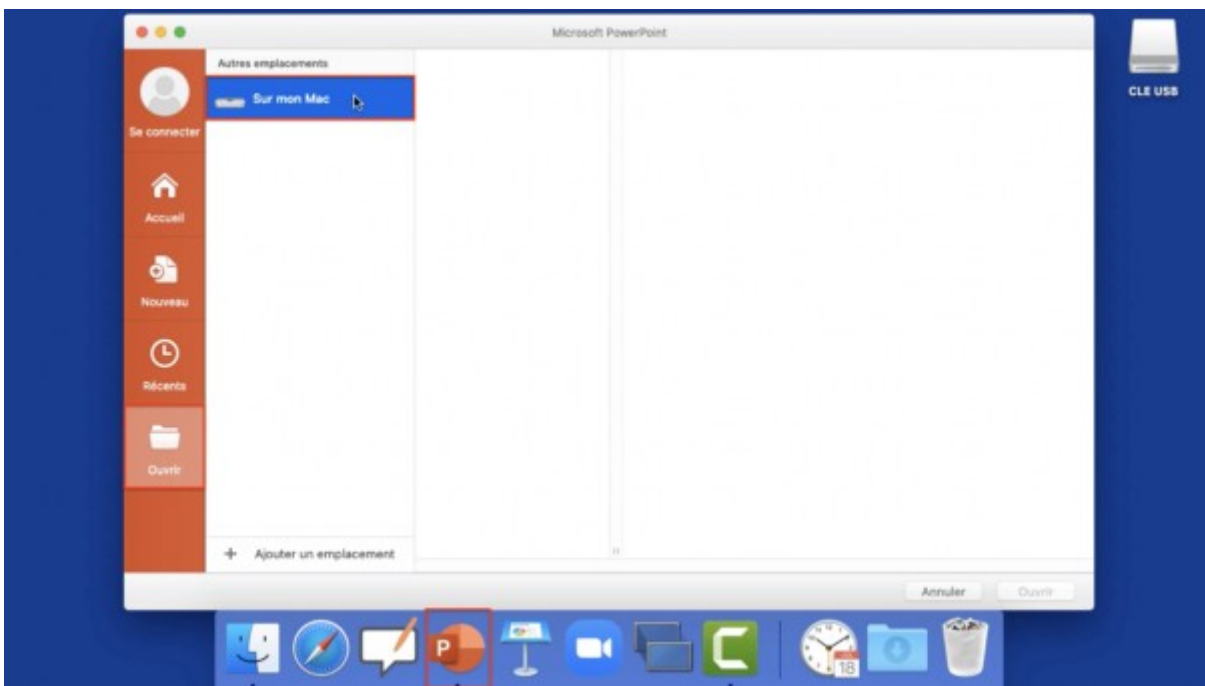 Microsoft PowerPoint
Autres emplacements
Sur mon Mac
Se connecter
Accueil
Nouveau
Récents
Ouvrir
Ajouter un emplacement
Annuler
Ouvrir
CLE USB
P
18